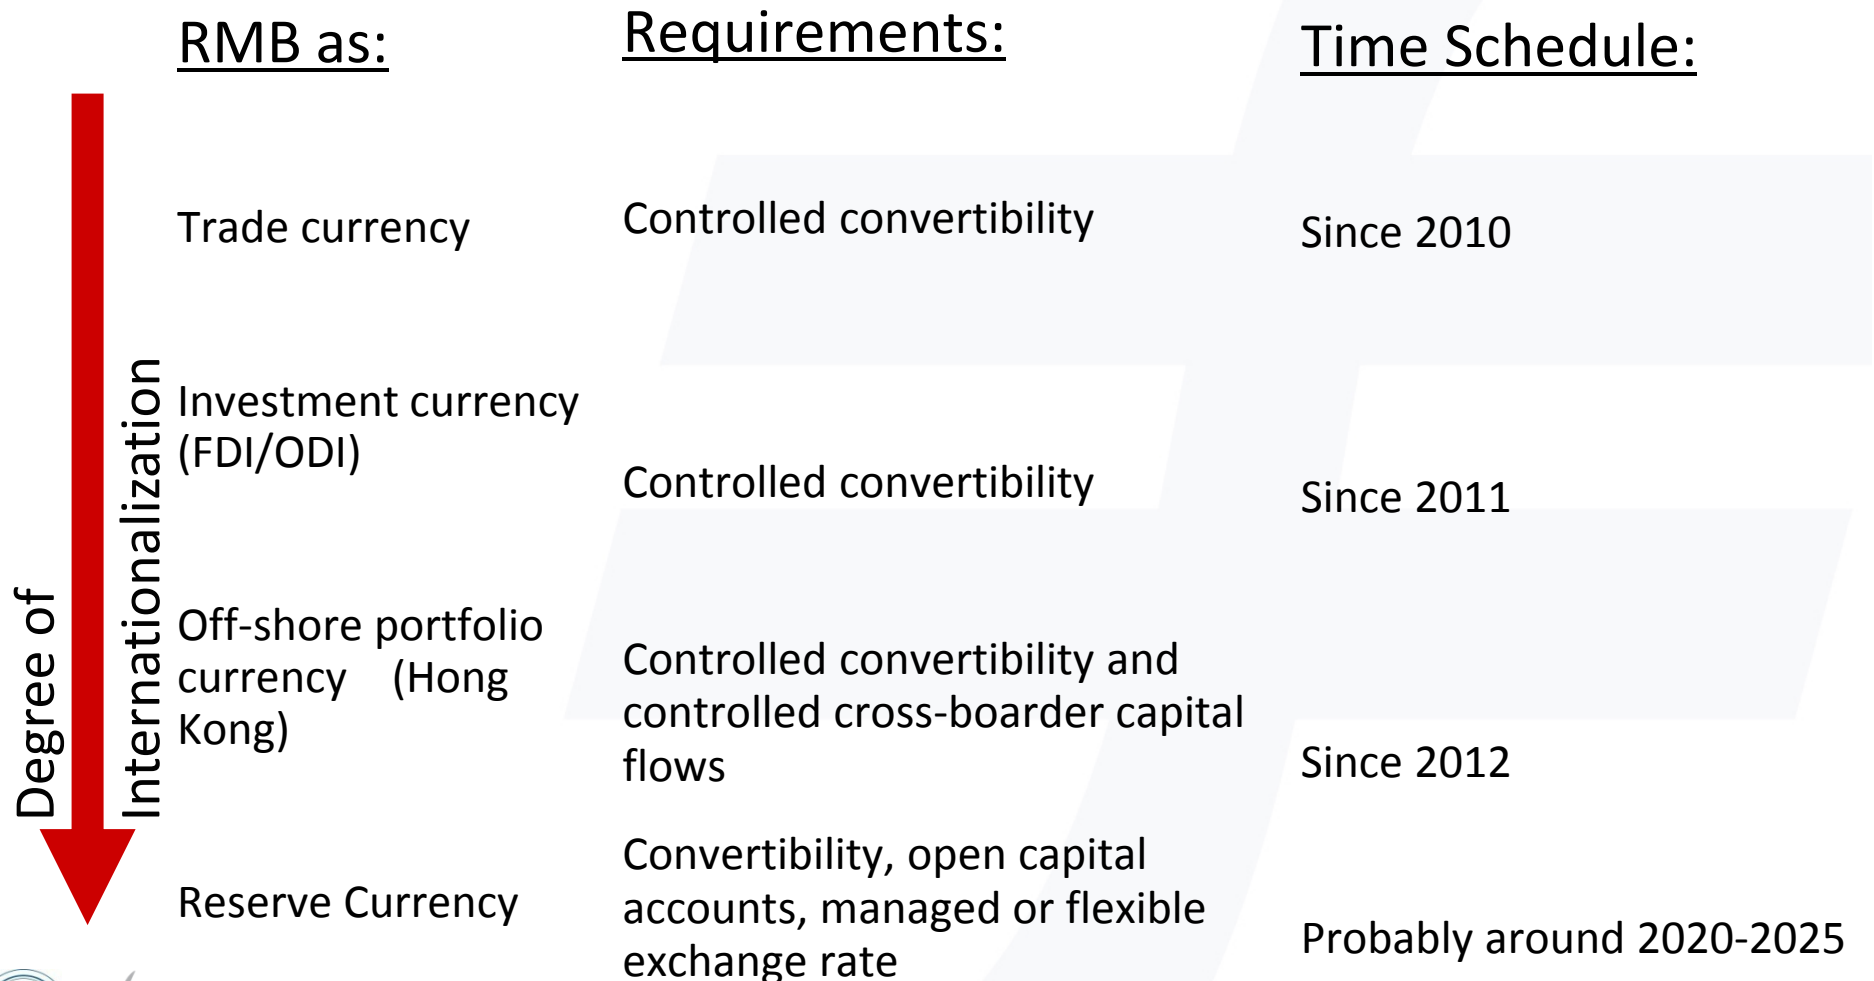 RMB as:
Requirements:
Time Schedule:
Degree of
Internationalization
Trade currency
Controlled convertibility
Since 2010
Investment currency
(FDI/ODI)
Controlled convertibility
Since 2011
Off-shore portfolio
currency (Hong
Kong)
Controlled convertibility and
controlled cross-boarder capital
flows
Since 2012
Reserve Currency
Convertibility, open capital
accounts, managed or flexible
exchange rate
Probably around 2020-2025